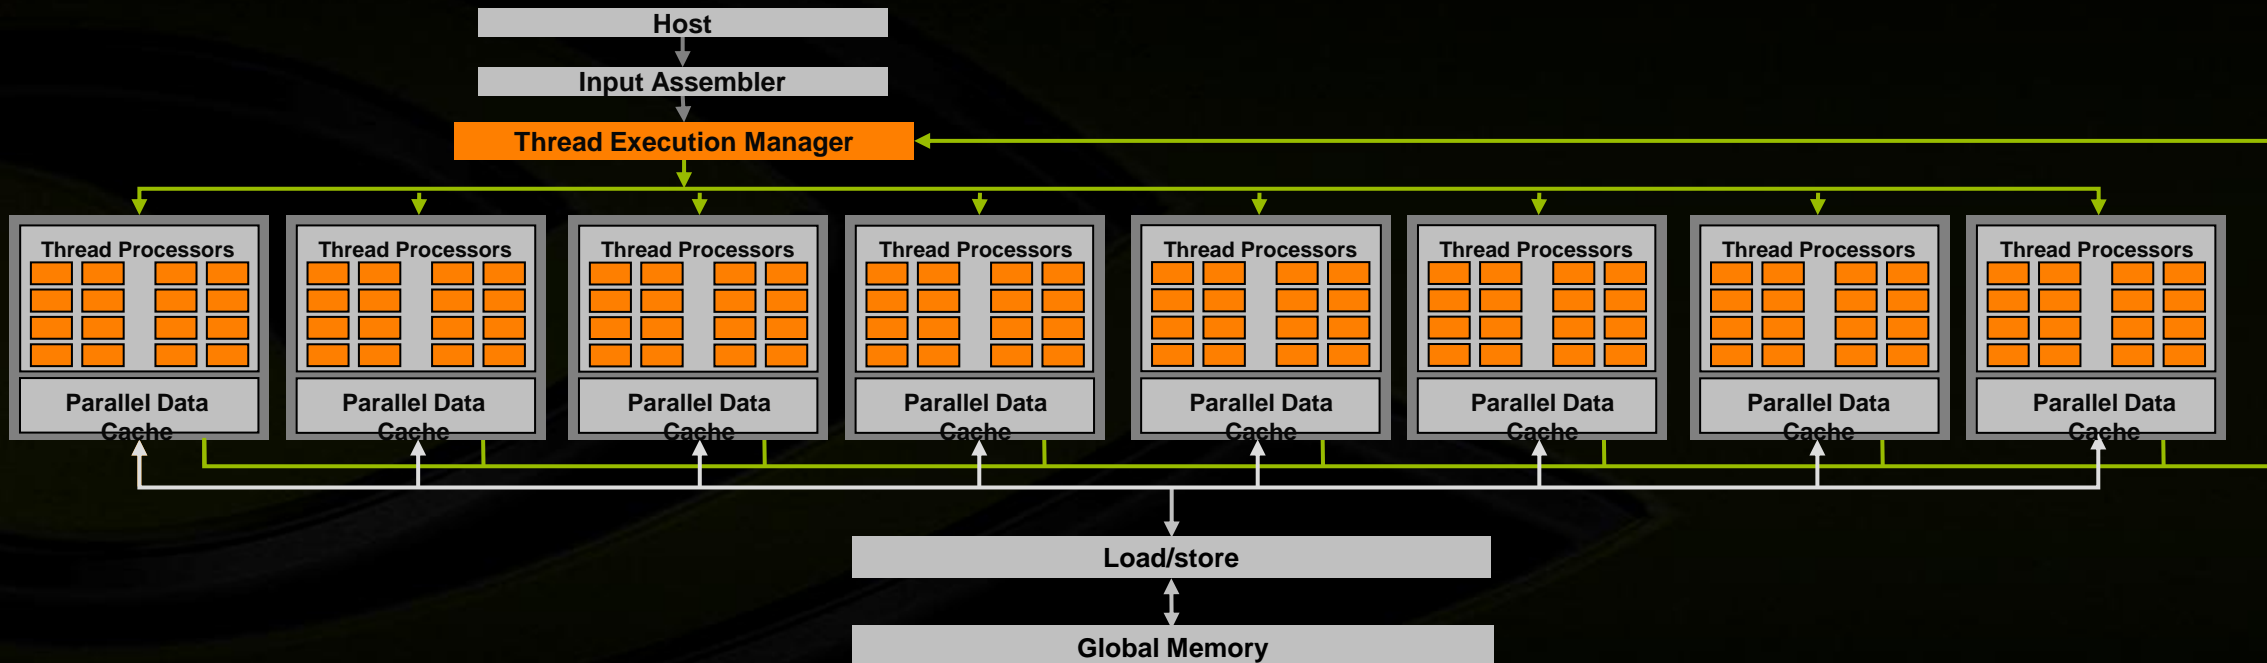 Host
Input Assembler
Thread Execution Manager
Thread Processors
Thread Processors
Thread Processors
Thread Processors
Thread Processors
Thread Processors
Thread Processors
Thread Processors
Parallel Data
Cache
Parallel Data
Cache
Parallel Data
Cache
Parallel Data
Cache
Parallel Data
Cache
Parallel Data
Cache
Parallel Data
Cache
Parallel Data
Cache
Load/store
Global Memory